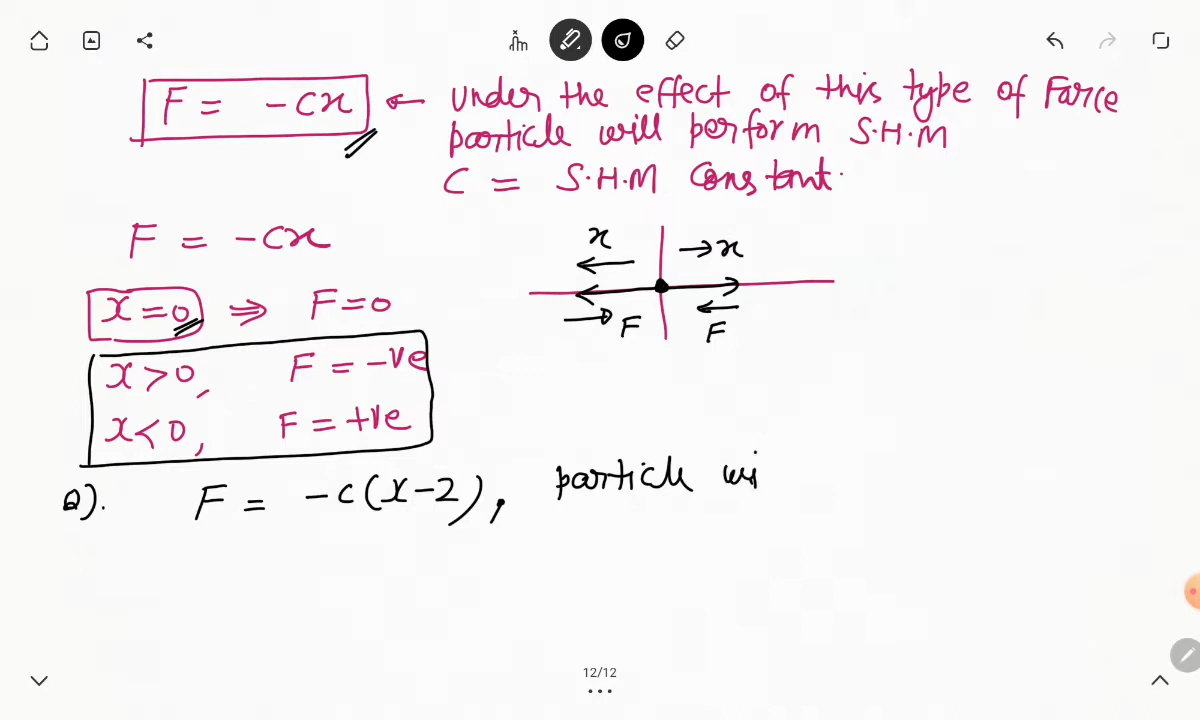 F = -cx ← under the effect of this type of Farce
particle will perform S.H.M
C = S.H.M Constant.
F = -cx
x=0 ⇒ F=0
x>0, F = -ve
x<0, F = +ve
x
→x
F
F
Q). F = -c(x-2), particle wi
12/12